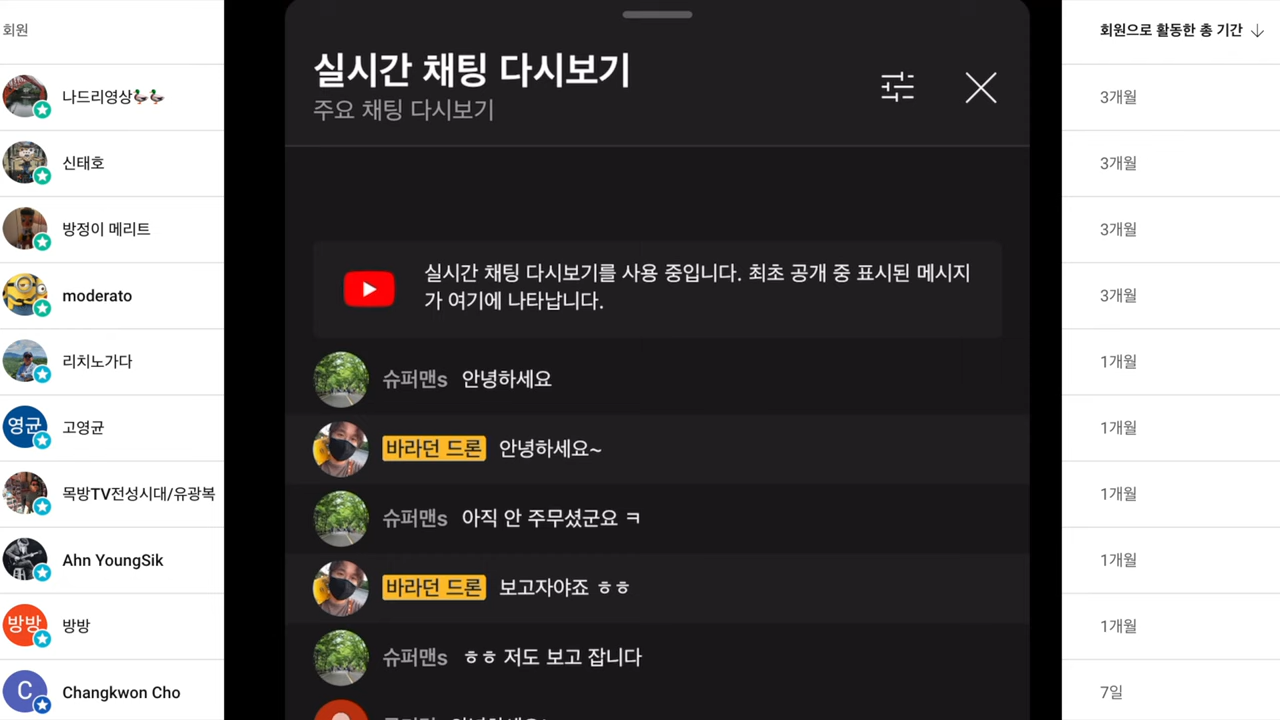 회원
나드리영상
신태호
방정이 메리트
moderato
리치노가다
영균
고영균
목방TV전성시대/유광복
Ahn YoungSik
방방
방방
C
Changkwon Cho
실시간 채팅 다시보기
주요 채팅 다시보기
실시간 채팅 다시보기를 사용 중입니다. 최초 공개 중 표시된 메시지
가 여기에 나타납니다.
슈퍼맨s 안녕하세요
바라던 드론 안녕하세요~
슈퍼맨s 아직 안 주무셨군요 ㅋ
바라던 드론 보고자야죠 ㅎㅎ
슈퍼맨s ㅎㅎ 저도 보고 잡니다
회원으로 활동한 총 기간 ↓
3개월
3개월
3개월
3개월
1개월
1개월
1개월
1개월
1개월
7일